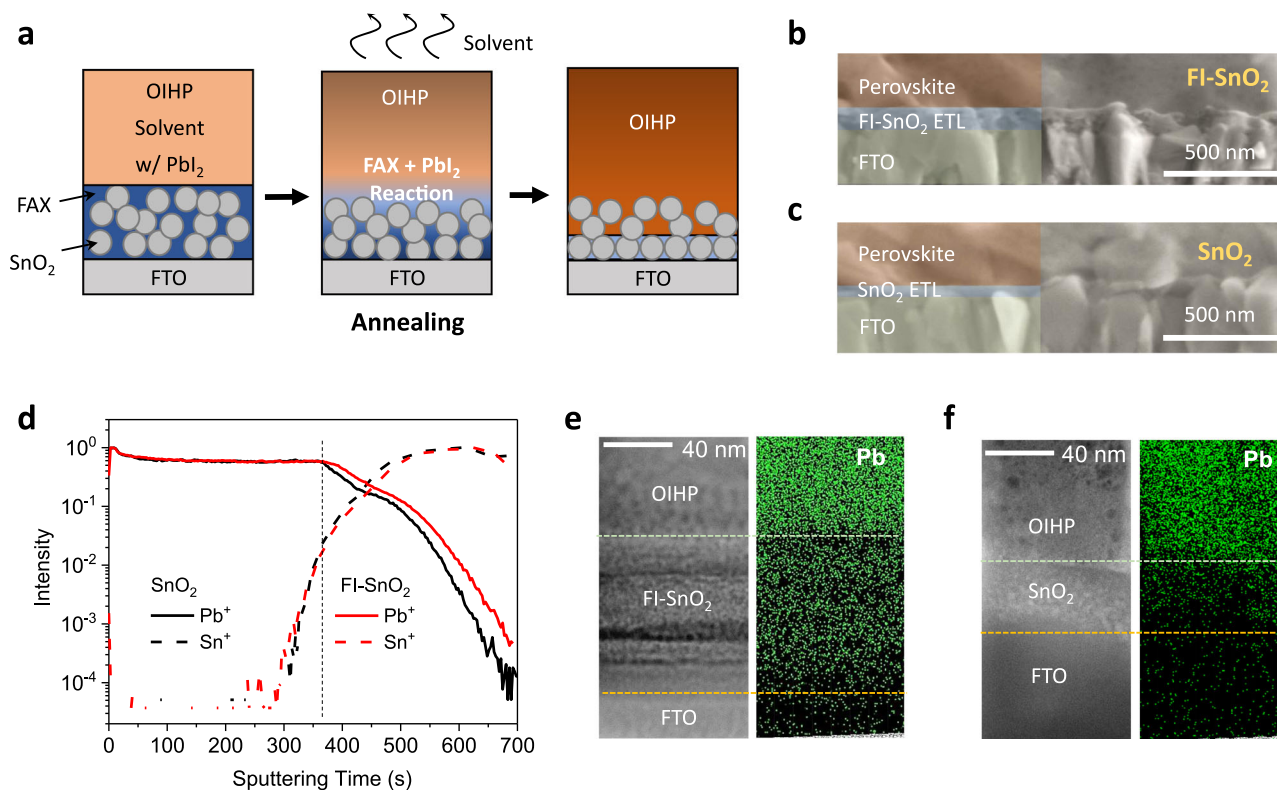 a
Solvent
OIHP
Solvent
w/ PbI₂
FAX
SnO₂
FTO
OIHP
FAX + PbI₂
Reaction
FTO
Annealing
OIHP
FTO
b
Perovskite
FI-SnO₂ ETL
FTO
FI-SnO₂
500 nm
c
Perovskite
SnO₂ ETL
FTO
SnO₂
500 nm
d
10⁰
10⁻¹
10⁻²
10⁻³
10⁻⁴
Intensity
SnO₂
Pb⁺
Sn⁺
FI-SnO₂
Pb⁺
Sn⁺
0 100 200 300 400 500 600 700
Sputtering Time (s)
e
40 nm
OIHP
FI-SnO₂
FTO
Pb
f
40 nm
OIHP
SnO₂
FTO
Pb